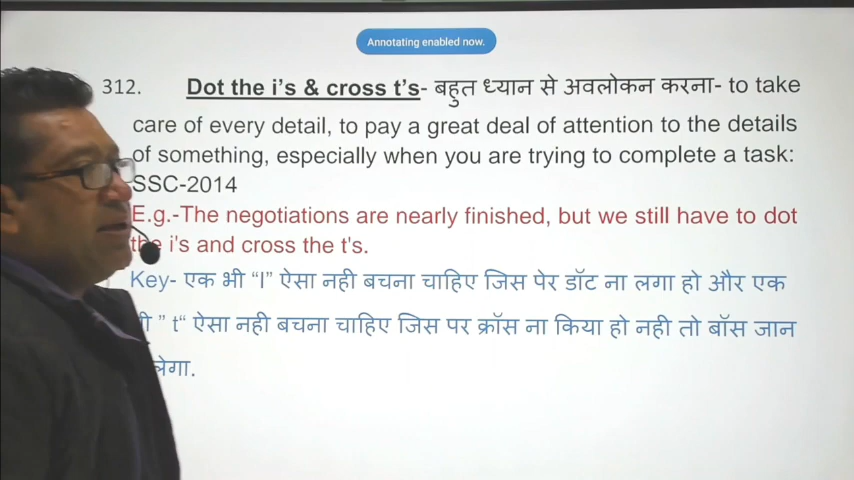 Annotating enabled now.
312. Dot the i's & cross t's- बहुत ध्यान से अवलोकन करना- to take
care of every detail, to pay a great deal of attention to the details
of something, especially when you are trying to complete a task:
SSC-2014
E.g.-The negotiations are nearly finished, but we still have to dot
the i's and cross the t's.
Key- एक भी “I” ऐसा नही बचना चाहिए जिस पेर डॉट ना लगा हो और एक
” t“ ऐसा नही बचना चाहिए जिस पर क्रॉस ना किया हो नही तो बॉस जान
लेगा.